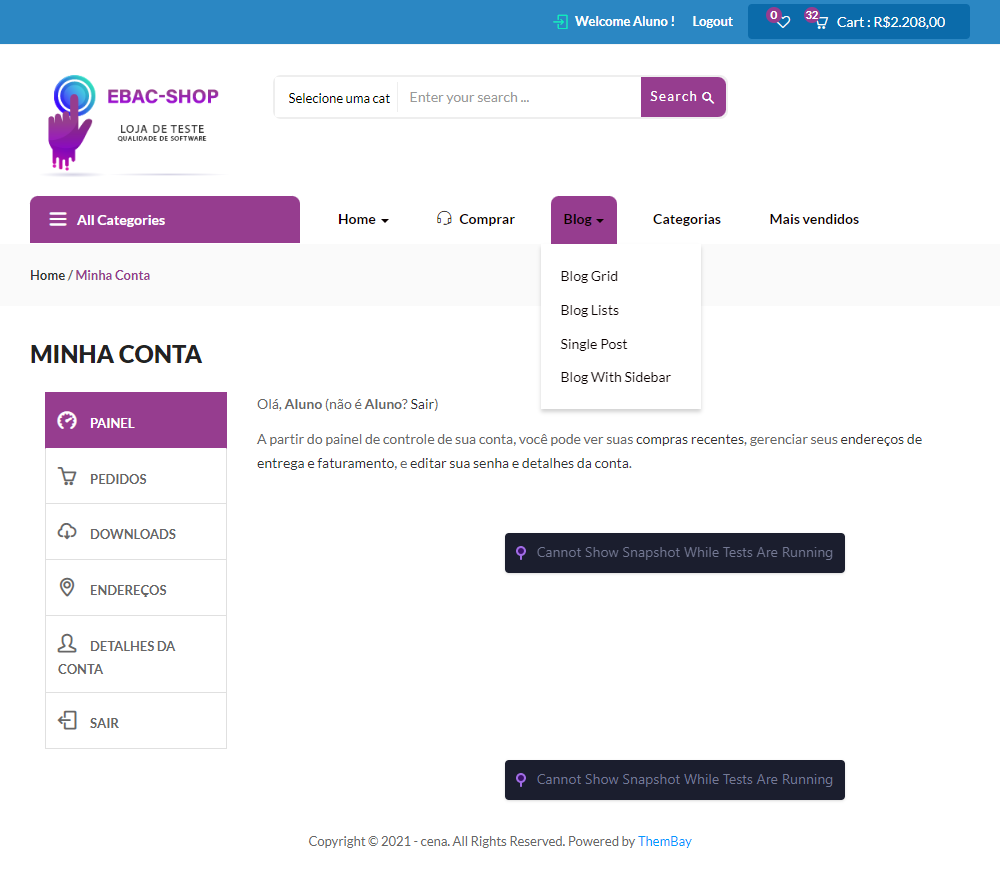 Welcome Aluno ! Logout 0 32 Cart : R$2.208,00
EBAC-SHOP
LOJA DE TESTE
QUALIDADE DE SOFTWARE
Selecione uma cat Enter your search ... Search
All Categories Home Comprar Blog Categorias Mais vendidos
Home / Minha Conta
Blog Grid
Blog Lists
Single Post
Blog With Sidebar
MINHA CONTA
PAINEL
PEDIDOS
DOWNLOADS
ENDEREÇOS
DETALHES DA
CONTA
SAIR
Olá, Aluno (não é Aluno? Sair)
A partir do painel de controle de sua conta, você pode ver suas compras recentes, gerenciar seus endereços de
entrega e faturamento, e editar sua senha e detalhes da conta.
Cannot Show Snapshot While Tests Are Running
Cannot Show Snapshot While Tests Are Running
Copyright © 2021 - cena. All Rights Reserved. Powered by ThemBay